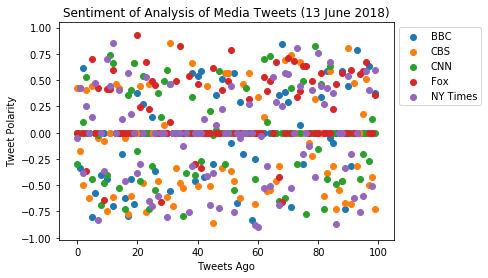 Sentiment of Analysis of Media Tweets (13 June 2018)
1.00
0.75
0.50
0.25
0.00
−0.25
−0.50
−0.75
−1.00
Tweet Polarity
0 20 40 60 80 100
Tweets Ago
BBC
CBS
CNN
Fox
NY Times